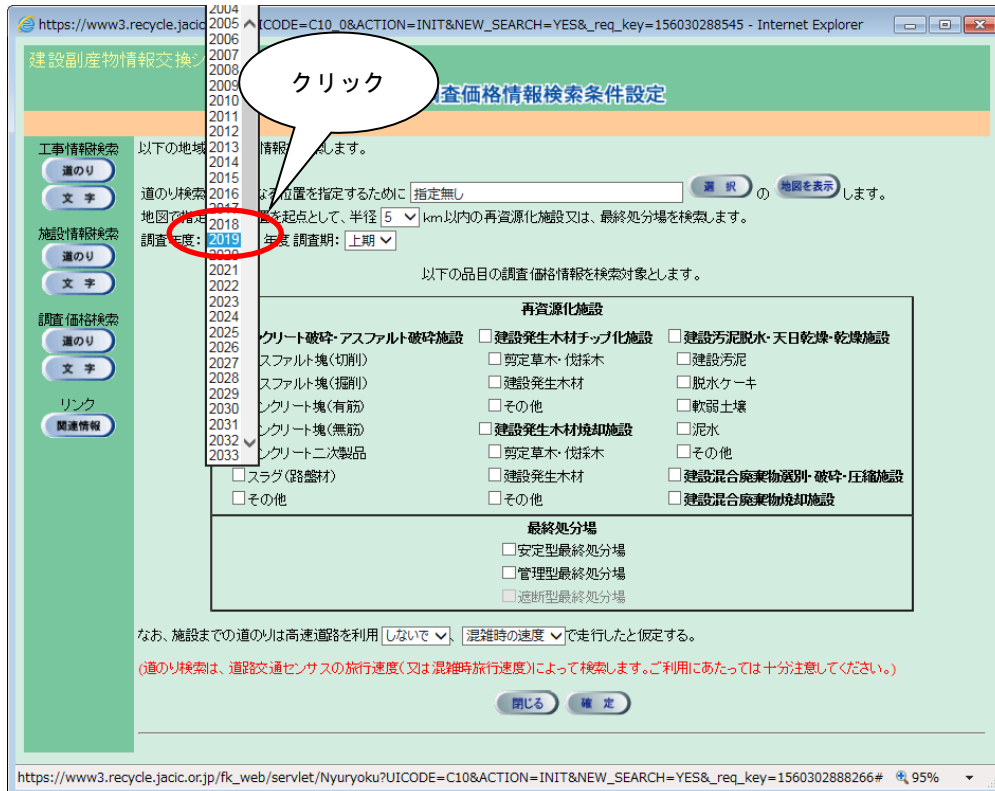 https://www3.recycle.jacic
ICODE=C10_0&ACTION=INIT&NEW_SEARCH=YES&_req_key=156030288545 - Internet Explorer
建設副産物情報交換シ
クリック
査価格情報検索条件設定
2004
2005
2006
2007
2008
2009
2010
2011
2012
2013
2014
2015
2016
2017
2018
2019
2020
2021
2022
2023
2024
2025
2026
2027
2028
2029
2030
2031
2032
2033
工事情報検索
道のり
文字
施設情報検索
道のり
文字
調査価格検索
道のり
文字
リンク
関連情報
以下の地域
情報
します。
道のり検索
なる位置を指定するために 指定無し 選択 の 地図を表示 します。
地図で指定
置を起点として、半径 5 km以内の再資源化施設又は、最終処分場を検索します。
調査年度: 年度 調査期: 上期
以下の品目の調査価格情報を検索対象とします。
再資源化施設
クリート破砕・アスファルト破砕施設 建設発生木材チップ化施設 建設汚泥脱水・天日乾燥・乾燥施設
スファルト塊(切削) 剪定草木・伐採木 建設汚泥
スファルト塊(掘削) 建設発生木材 脱水ケーキ
ンクリート塊(有筋) その他 軟弱土壌
ンクリート塊(無筋) 建設発生木材焼却施設 泥水
ンクリート二次製品 剪定草木・伐採木 その他
スラグ(路盤材) 建設発生木材 建設混合廃棄物選別・破砕・圧縮施設
その他 その他 建設混合廃棄物焼却施設
最終処分場
安定型最終処分場
管理型最終処分場
遮断型最終処分場
なお、施設までの道のりは高速道路を利用 しないで 、 混雑時の速度 で走行したと仮定する。
(道のり検索は、道路交通センサスの旅行速度(又は混雑時旅行速度)によって検索します。ご利用にあたっては十分注意してください。)
閉じる 確定
https://www3.recycle.jacic.or.jp/fk_web/servlet/Nyuryoku?UICODE=C10&ACTION=INIT&NEW_SEARCH=YES&_req_key=1560302888266# 95%